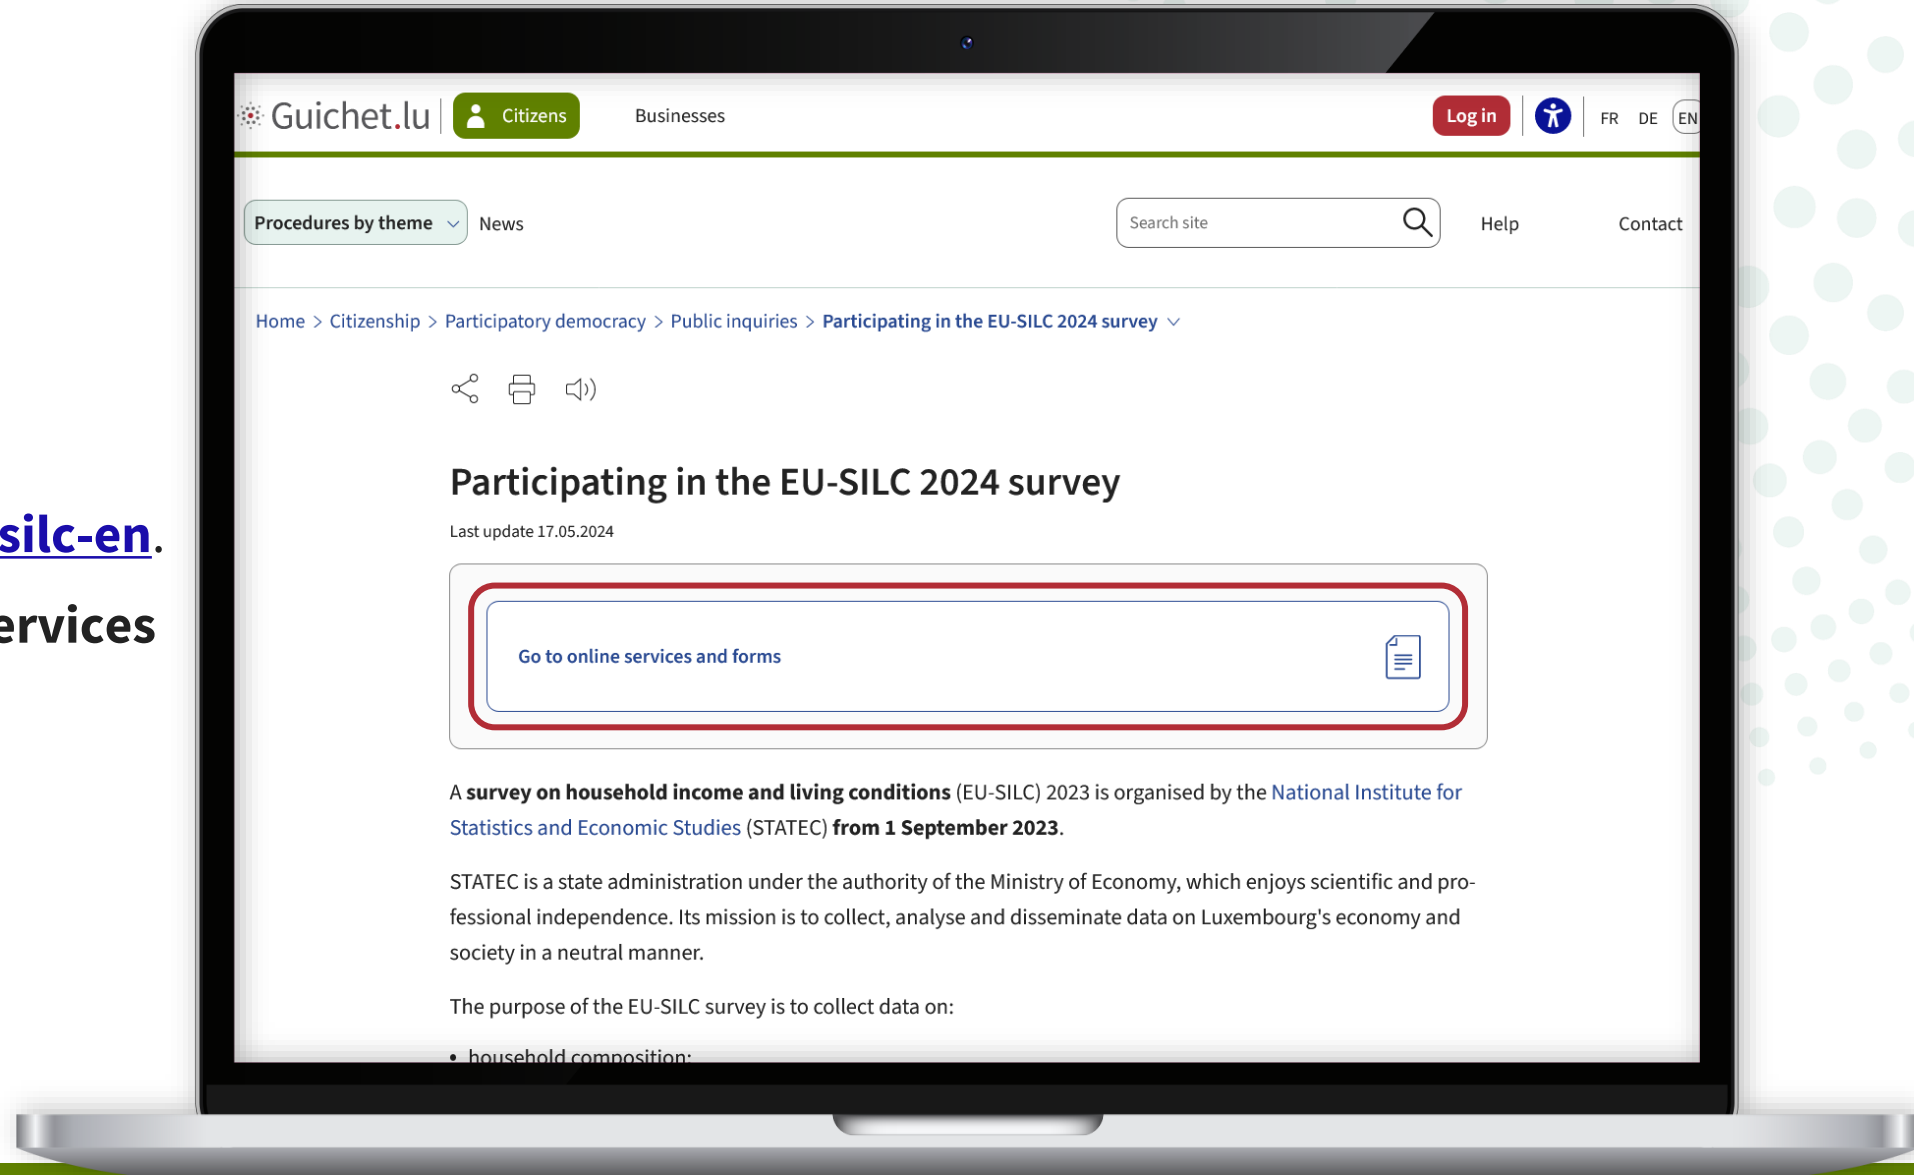 Guichet.lu
Citizens
Businesses
Log in
FR DE EN
Procedures by theme
News
Search site
Help
Contact
Home > Citizenship > Participatory democracy > Public inquiries > Participating in the EU-SILC 2024 survey
Participating in the EU-SILC 2024 survey
Last update 17.05.2024
silc-en.
ervices
Go to online services and forms
A survey on household income and living conditions (EU-SILC) 2023 is organised by the National Institute for
Statistics and Economic Studies (STATEC) from 1 September 2023.
STATEC is a state administration under the authority of the Ministry of Economy, which enjoys scientific and pro-
fessional independence. Its mission is to collect, analyse and disseminate data on Luxembourg's economy and
society in a neutral manner.
The purpose of the EU-SILC survey is to collect data on:
• household composition;